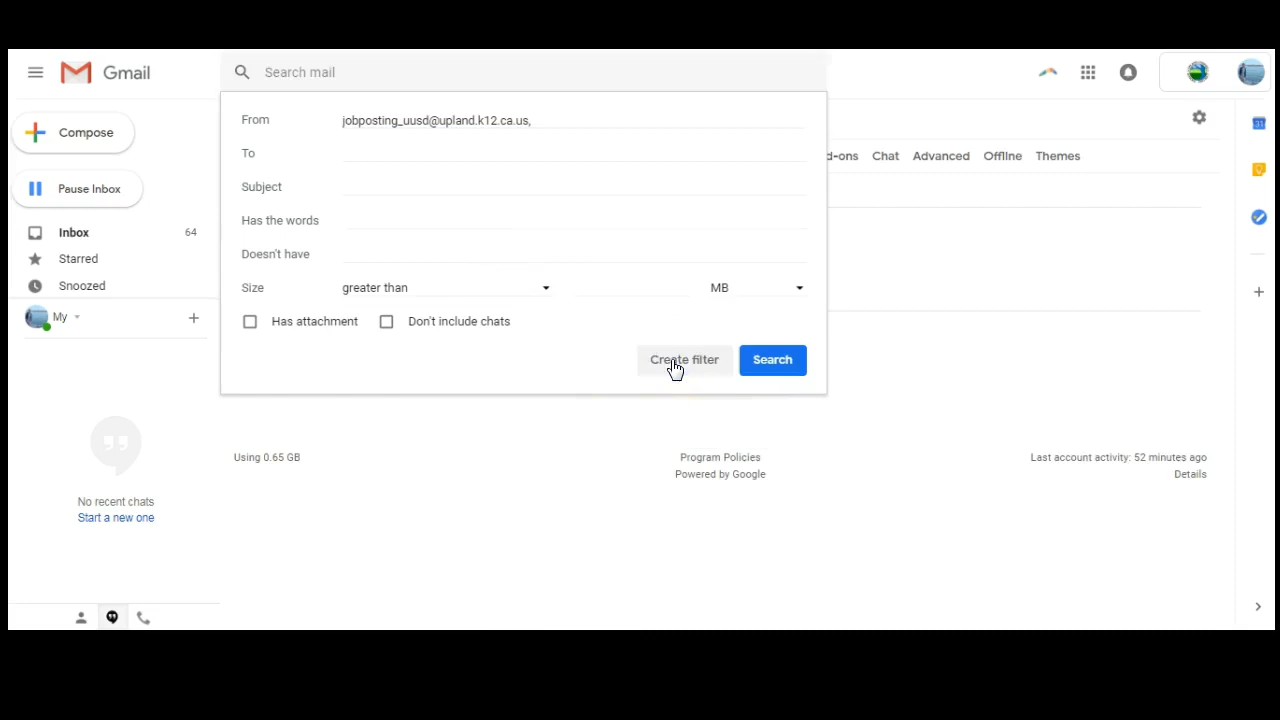 Gmail
Search mail
Compose
Pause Inbox
Inbox 64
Starred
Snoozed
My
No recent chats
Start a new one
From jobposting_uusd@upland.k12.ca.us,
To
Subject
Has the words
Doesn't have
Size greater than MB
Has attachment Don't include chats
Create filter Search
d-ons Chat Advanced Offline Themes
Using 0.65 GB
Program Policies
Powered by Google
Last account activity: 52 minutes ago
Details
31